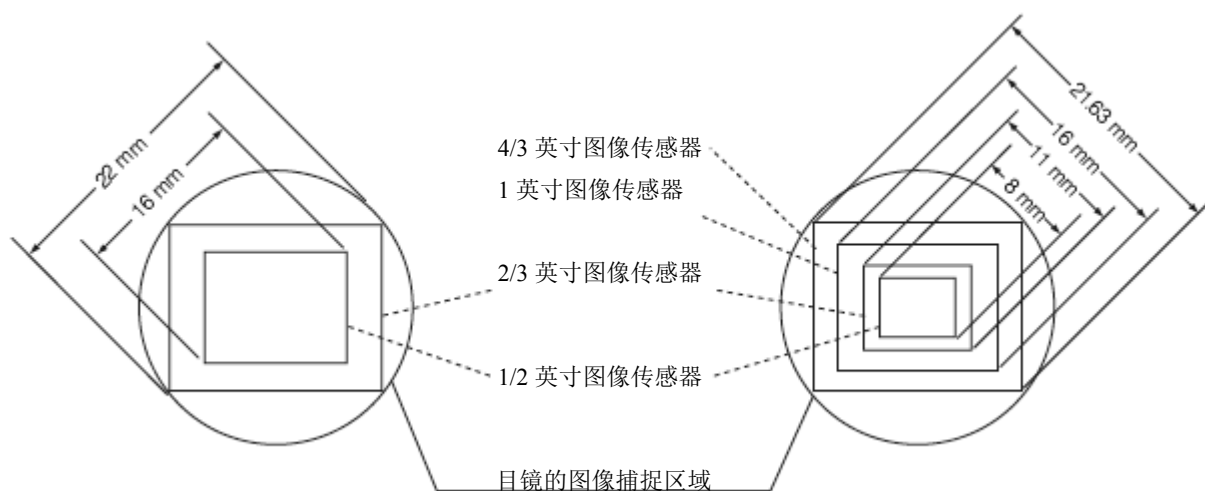 22 mm
16 mm
4/3 英寸图像传感器
1 英寸图像传感器
2/3 英寸图像传感器
1/2 英寸图像传感器
目镜的图像捕捉区域
21.63 mm
16 mm
11 mm
8 mm